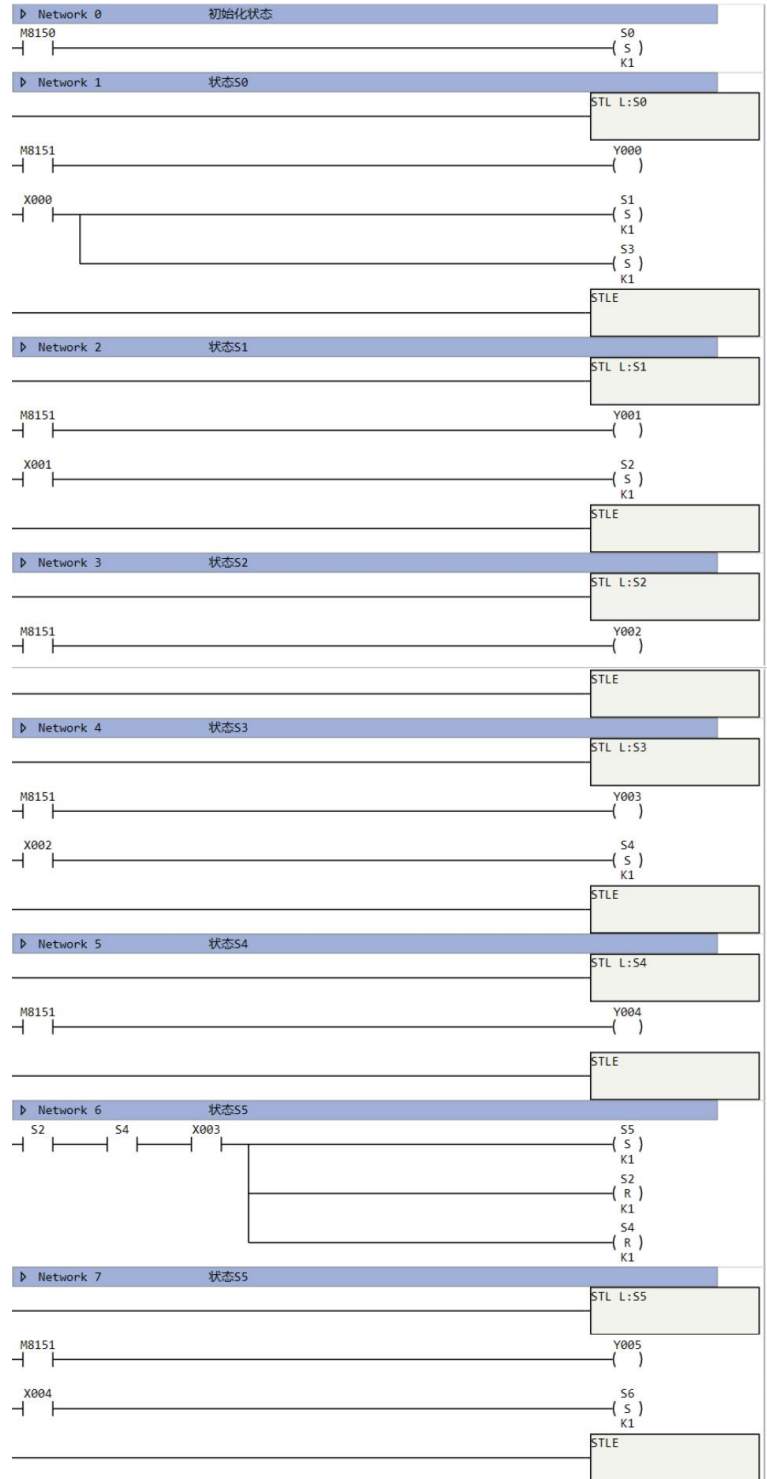 Network 0 初始化状态
M8150 S0
( S )
K1
Network 1 状态S0
STL L:S0
M8151 Y000
( )
X000 S1
( S )
K1
S3
( S )
K1
STLE
Network 2 状态S1
STL L:S1
M8151 Y001
( )
X001 S2
( S )
K1
STLE
Network 3 状态S2
STL L:S2
M8151 Y002
( )
STLE
Network 4 状态S3
STL L:S3
M8151 Y003
( )
X002 S4
( S )
K1
STLE
Network 5 状态S4
STL L:S4
M8151 Y004
( )
STLE
Network 6 状态S5
S2 S4 X003 S5
( S )
K1
S2
( R )
K1
S4
( R )
K1
Network 7 状态S5
STL L:S5
M8151 Y005
( )
X004 S6
( S )
K1
STLE